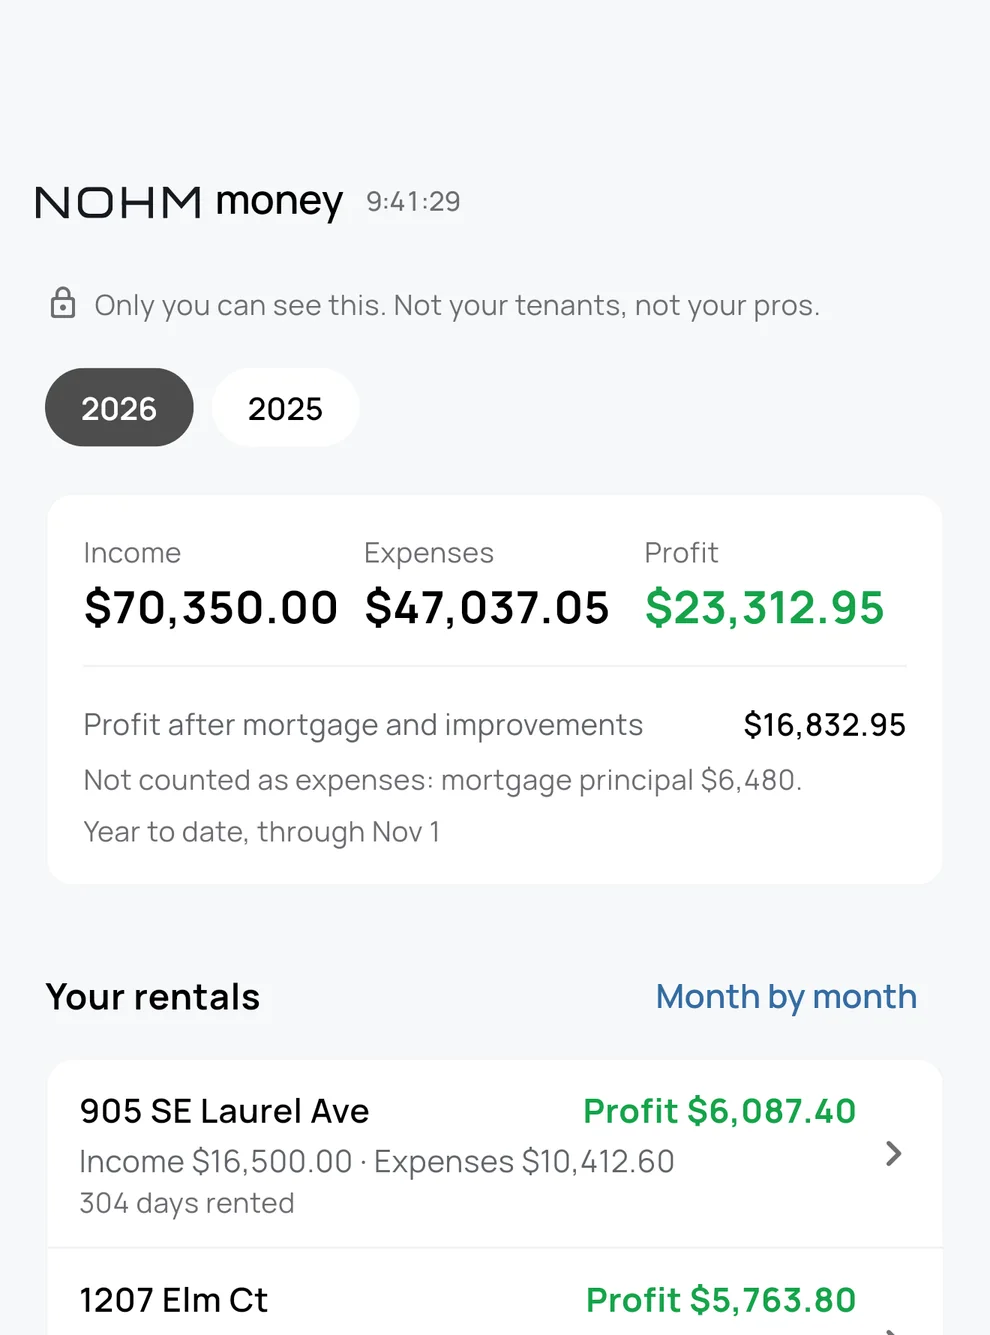 NOHM money 9:41:29
Only you can see this. Not your tenants, not your pros.
2026 2025
Income Expenses Profit
$70,350.00 $47,037.05 $23,312.95
Profit after mortgage and improvements $16,832.95
Not counted as expenses: mortgage principal $6,480.
Year to date, through Nov 1
Your rentals Month by month
905 SE Laurel Ave Profit $6,087.40
Income $16,500.00 · Expenses $10,412.60
304 days rented
1207 Elm Ct Profit $5,763.80